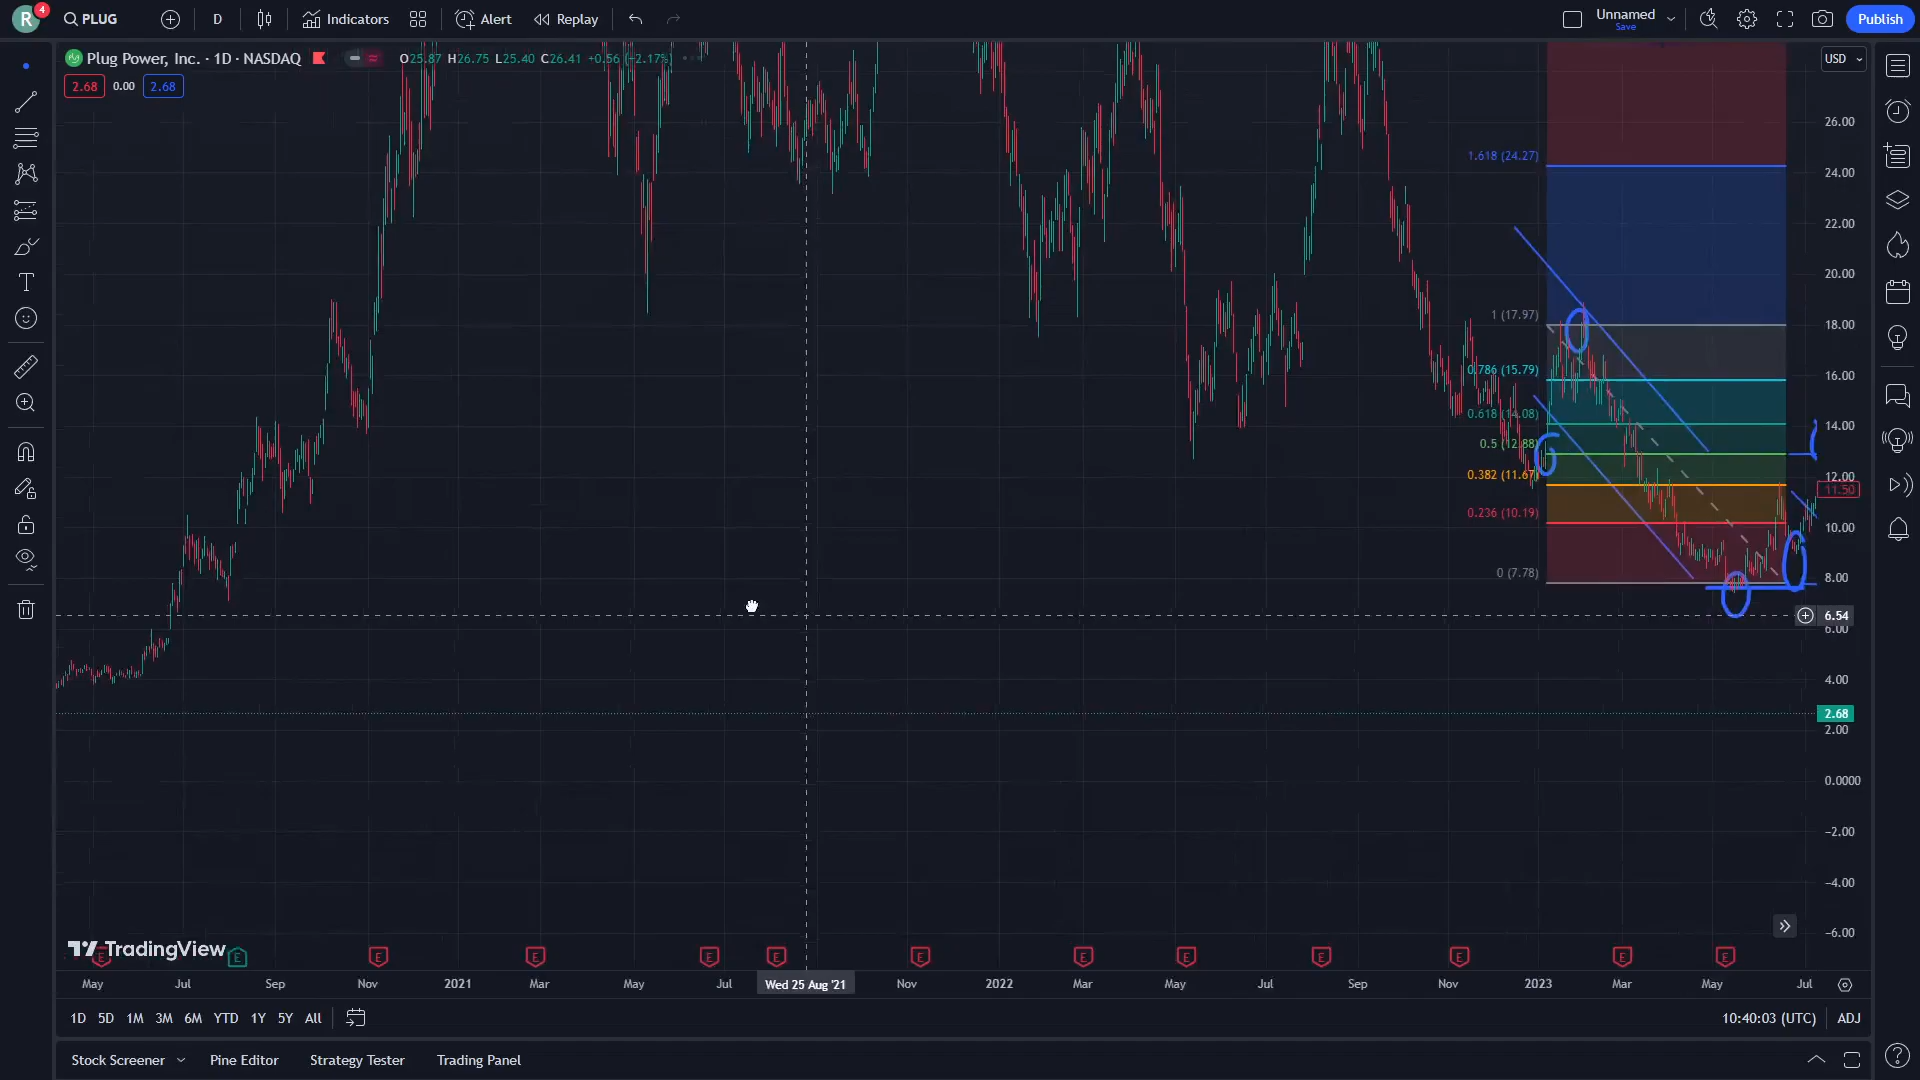 R 4 PLUG D Indicators Alert Replay Unnamed Save Publish
Plug Power, Inc. · 1D · NASDAQ O25.87 H26.75 L25.40 C26.41 +0.56 (+2.17%) USD
2.68 0.00 2.68
26.00
1.618 (24.27)
24.00
22.00
20.00
1 (17.97) 18.00
0.786 (15.79) 16.00
0.618 (14.08) 14.00
0.5 (12.88)
0.382 (11.67) 12.00
11.50
0.236 (10.19) 10.00
0 (7.78) 8.00
6.54
6.00
4.00
2.68
2.00
0.0000
−2.00
−4.00
−6.00
TradingView
E E E E E E E E E E E E E E
May Jul Sep Nov 2021 Mar May Jul Wed 25 Aug '21 Nov 2022 Mar May Jul Sep Nov 2023 Mar May Jul
1D 5D 1M 3M 6M YTD 1Y 5Y All 10:40:03 (UTC) ADJ
Stock Screener Pine Editor Strategy Tester Trading Panel